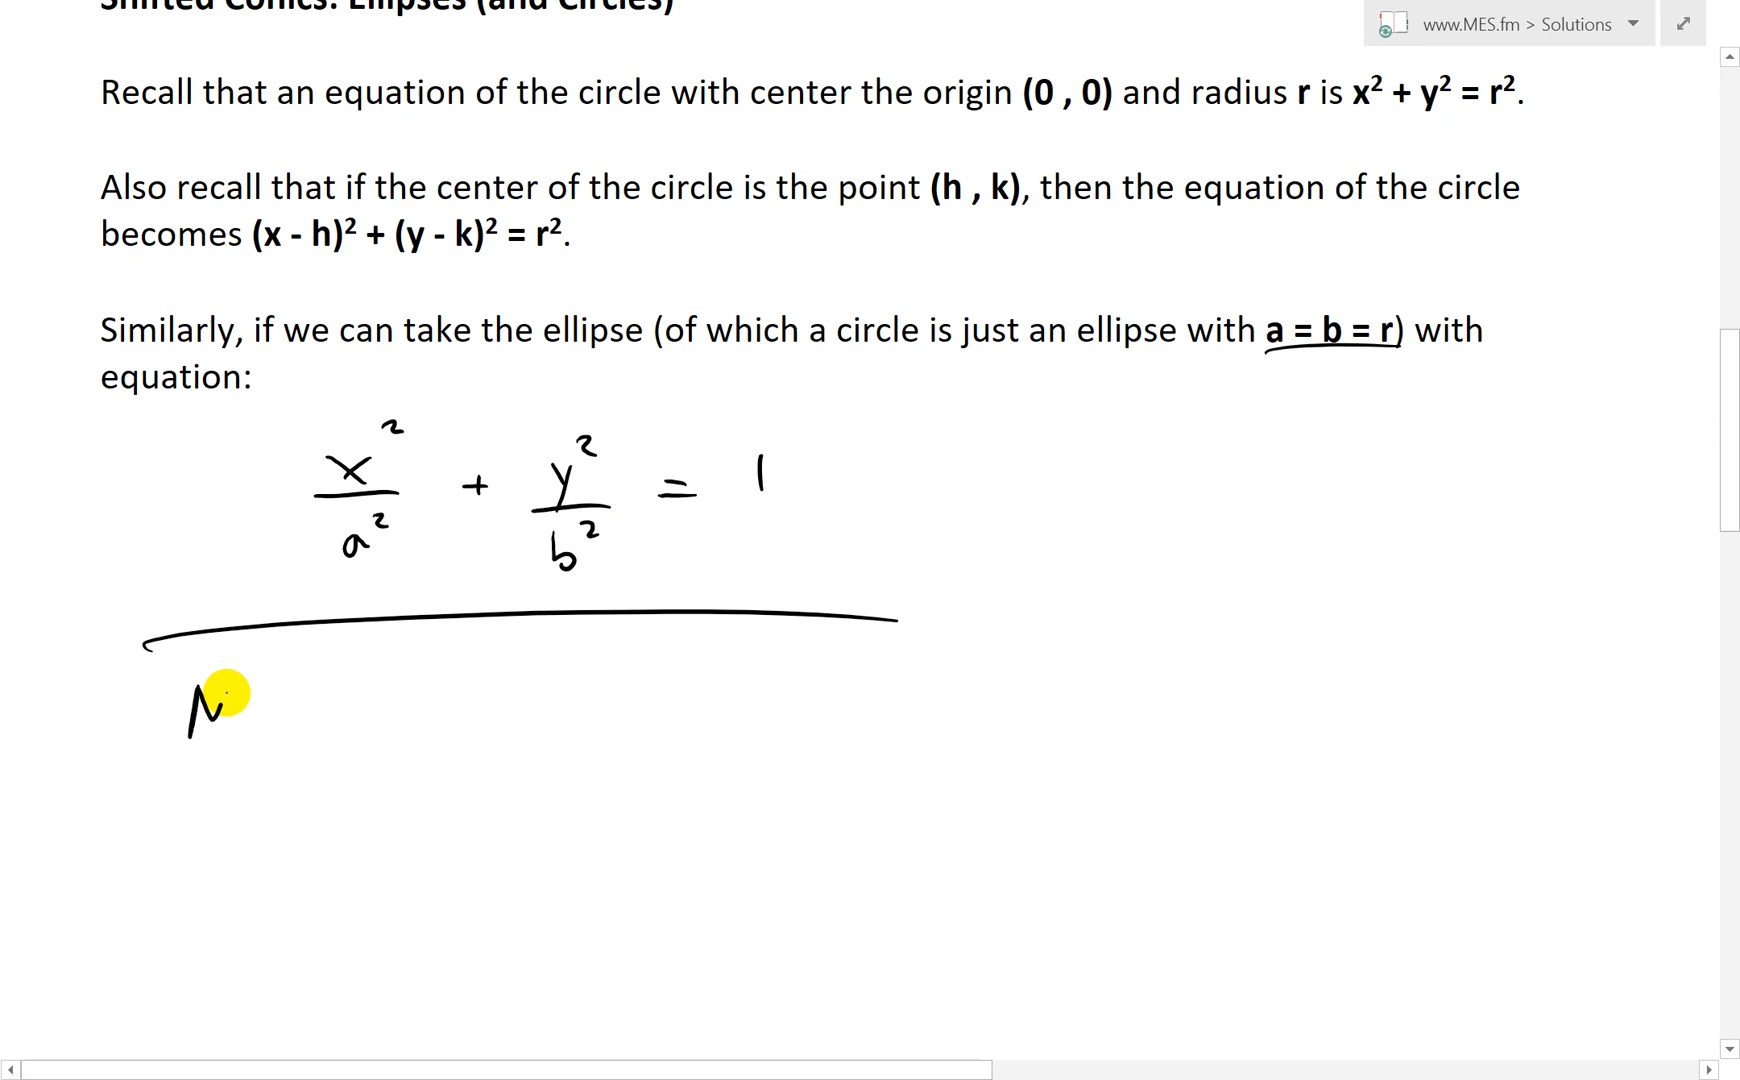 Shifted Conics: Ellipses (and Circles)
www.MES.fm > Solutions
Recall that an equation of the circle with center the origin (0 , 0) and radius r is x² + y² = r².
Also recall that if the center of the circle is the point (h , k), then the equation of the circle
becomes (x - h)² + (y - k)² = r².
Similarly, if we can take the ellipse (of which a circle is just an ellipse with a = b = r) with
equation:
x²/a² + y²/b² = 1
N